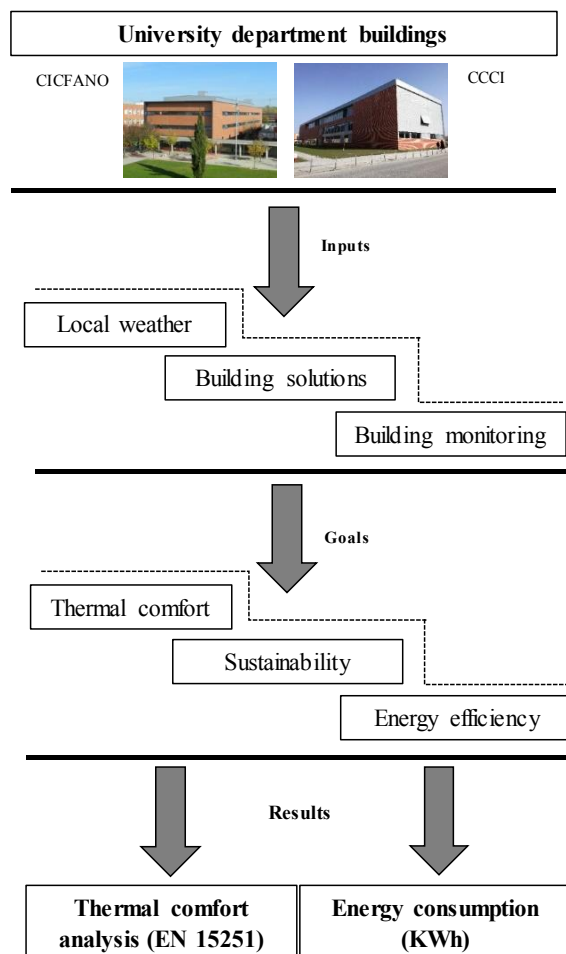 University department buildings
CICFANO
CCCI
Inputs
Local weather
Building solutions
Building monitoring
Goals
Thermal comfort
Sustainability
Energy efficiency
Results
Thermal comfort
analysis (EN 15251)
Energy consumption
(KWh)